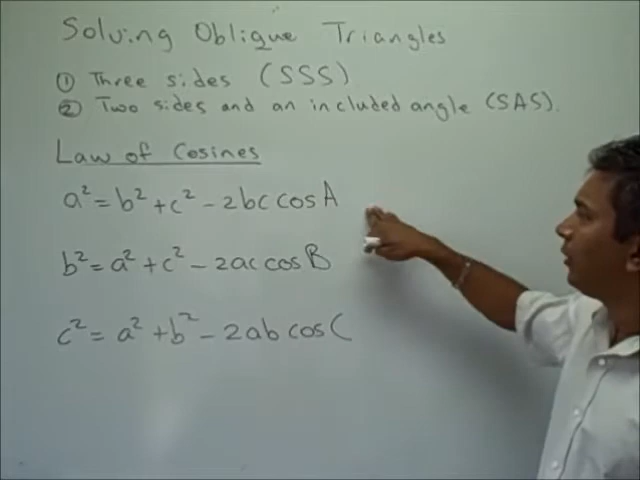 Solving Oblique Triangles
① Three sides (SSS)
② Two sides and an included angle (SAS).
Law of Cosines
a² = b² + c² - 2bc cos A
b² = a² + c² - 2ac cos B
c² = a² + b² - 2ab cos C